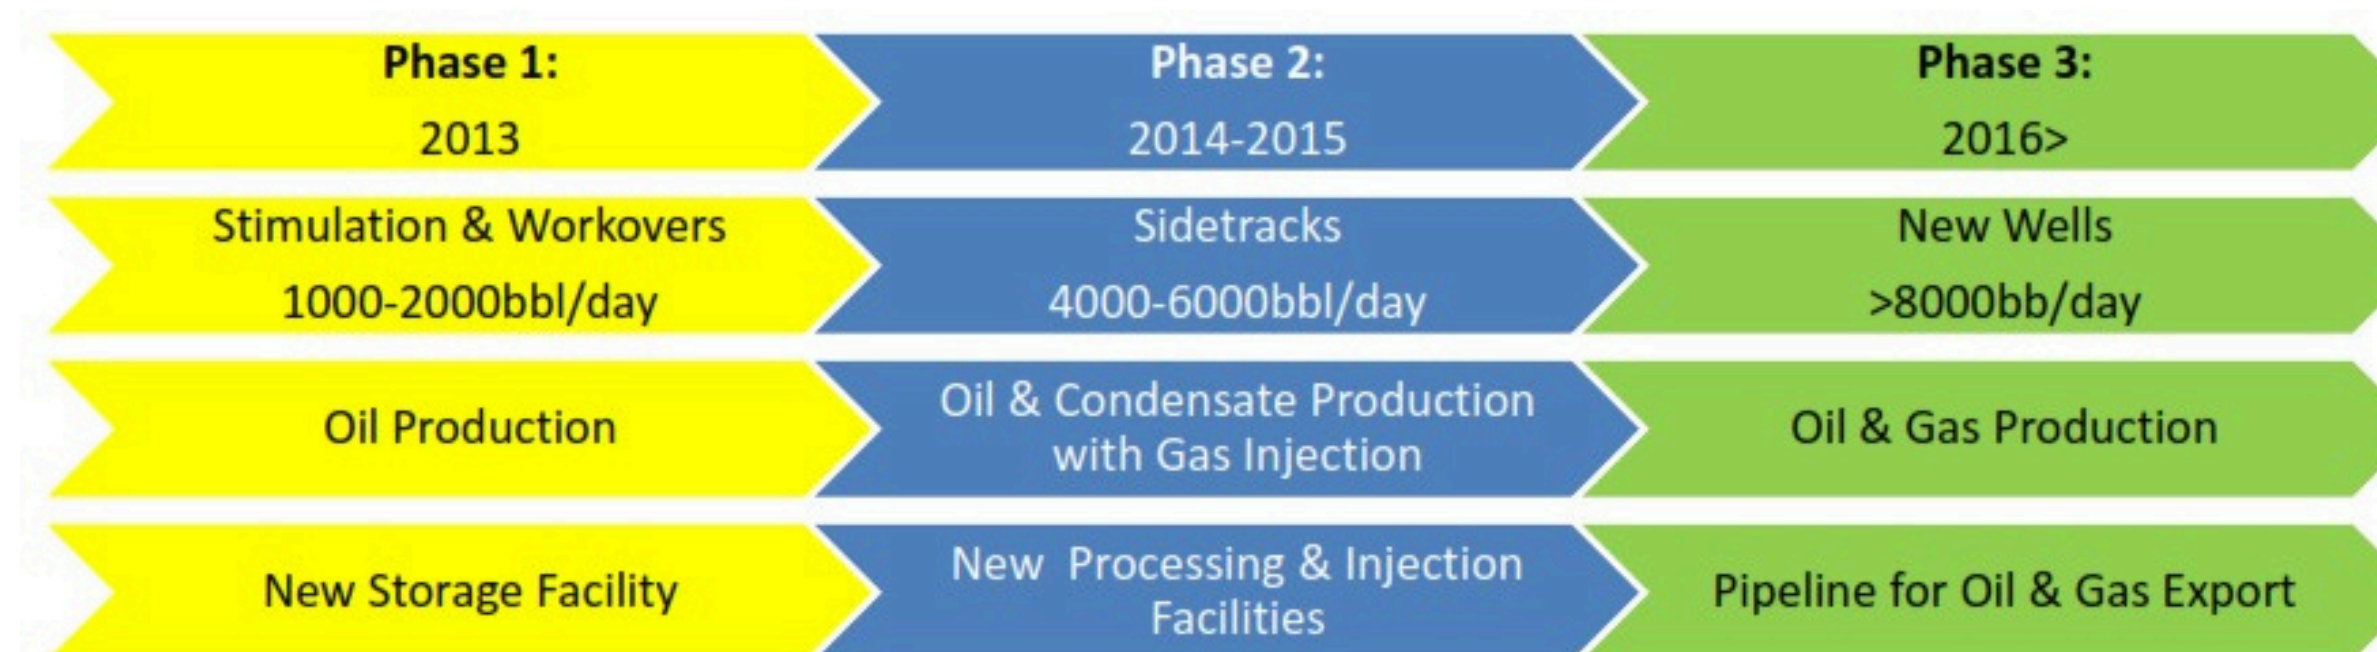 Phase 1:
2013
Phase 2:
2014-2015
Phase 3:
2016>
Stimulation & Workovers
1000-2000bbl/day
Sidetracks
4000-6000bbl/day
New Wells
>8000bb/day
Oil Production
Oil & Condensate Production
with Gas Injection
Oil & Gas Production
New Storage Facility
New Processing & Injection
Facilities
Pipeline for Oil & Gas Export